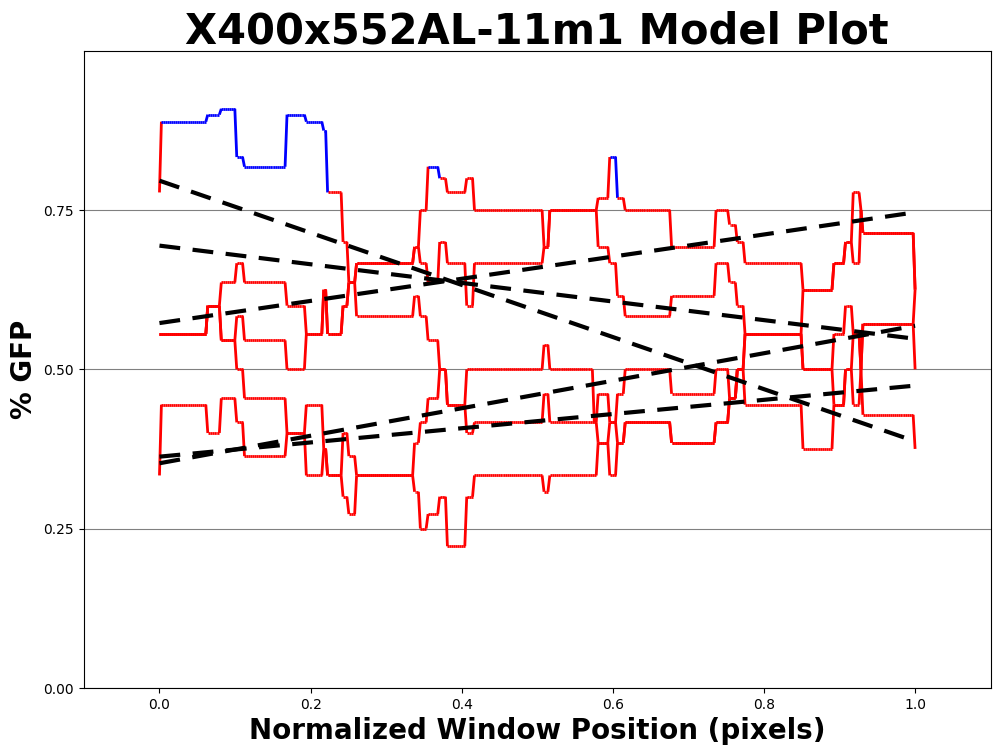 X400x552AL-11m1 Model Plot
% GFP
0.75
0.50
0.25
0.00
0.0 0.2 0.4 0.6 0.8 1.0
Normalized Window Position (pixels)